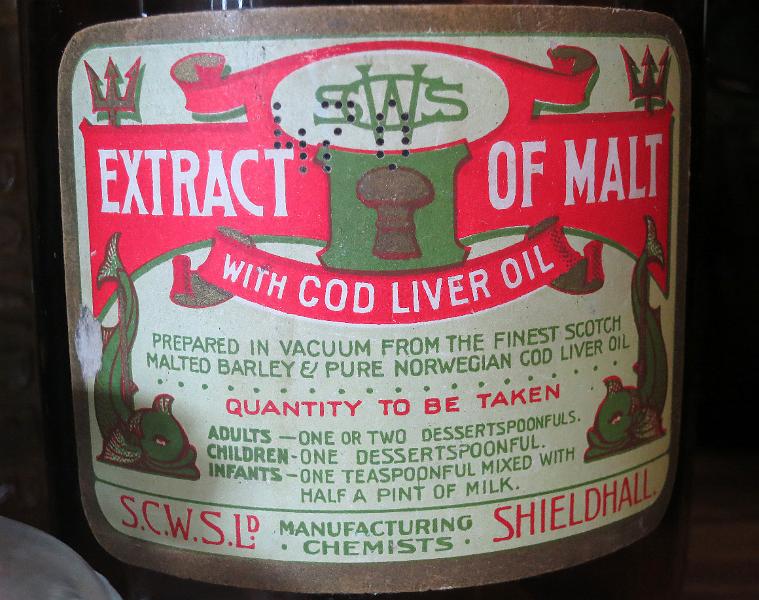 SCWS
EXTRACT OF MALT
WITH COD LIVER OIL
PREPARED IN VACUUM FROM THE FINEST SCOTCH
MALTED BARLEY & PURE NORWEGIAN COD LIVER OIL
QUANTITY TO BE TAKEN
ADULTS — ONE OR TWO DESSERTSPOONFULS.
CHILDREN - ONE DESSERTSPOONFUL.
INFANTS - ONE TEASPOONFUL MIXED WITH
HALF A PINT OF MILK.
S.C.W.S. LD MANUFACTURING SHIELDHALL.
· CHEMISTS ·